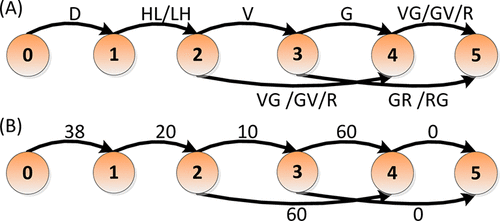 (A) D HL/LH V G VG/GV/R
0 1 2 3 4 5
VG /GV/R GR /RG
(B) 38 20 10 60 0
0 1 2 3 4 5
60 0